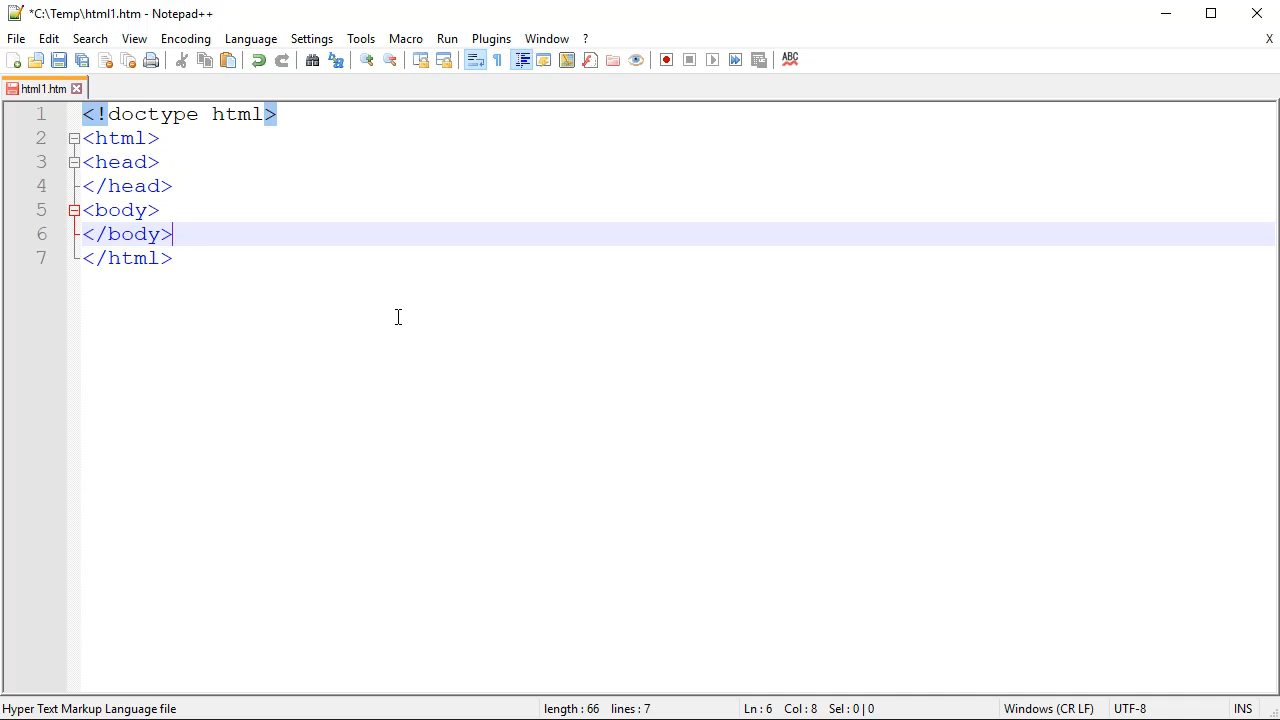 *C:\Temp\html1.htm - Notepad++
File Edit Search View Encoding Language Settings Tools Macro Run Plugins Window ? X
ABC
html1.htm
1 <!doctype html>
2 <html>
3 <head>
4 </head>
5 <body>
6 </body>
7 </html>
Hyper Text Markup Language file length : 66 lines : 7 Ln : 6 Col : 8 Sel : 0 | 0 Windows (CR LF) UTF-8 INS